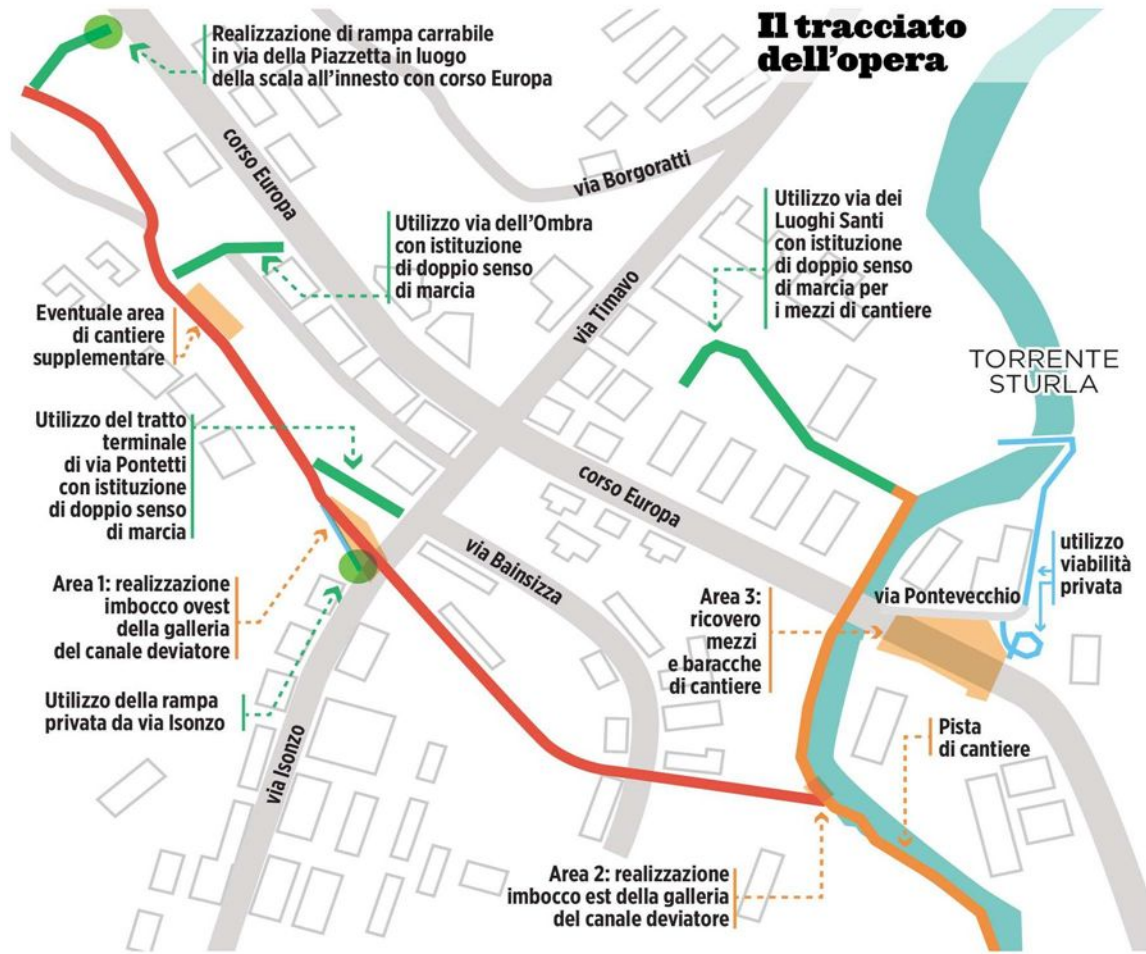 Il tracciato
dell'opera
Realizzazione di rampa carrabile
in via della Piazzetta in luogo
della scala all'innesto con corso Europa
corso Europa
via Borgoratti
Utilizzo via dell'Ombra
con istituzione
di doppio senso
di marcia
via Timavo
Utilizzo via dei
Luoghi Santi
con istituzione
di doppio senso
di marcia per
i mezzi di cantiere
Eventuale area
di cantiere
supplementare
TORRENTE
STURLA
Utilizzo del tratto
terminale
di via Pontetti
con istituzione
di doppio senso
di marcia
corso Europa
via Bainsizza
utilizzo
viabilità
privata
via Pontevecchio
Area 1: realizzazione
imbocco ovest
della galleria
del canale deviatore
Area 3:
ricovero
mezzi
e baracche
di cantiere
Utilizzo della rampa
privata da via Isonzo
via Isonzo
Pista
di cantiere
Area 2: realizzazione
imbocco est della galleria
del canale deviatore